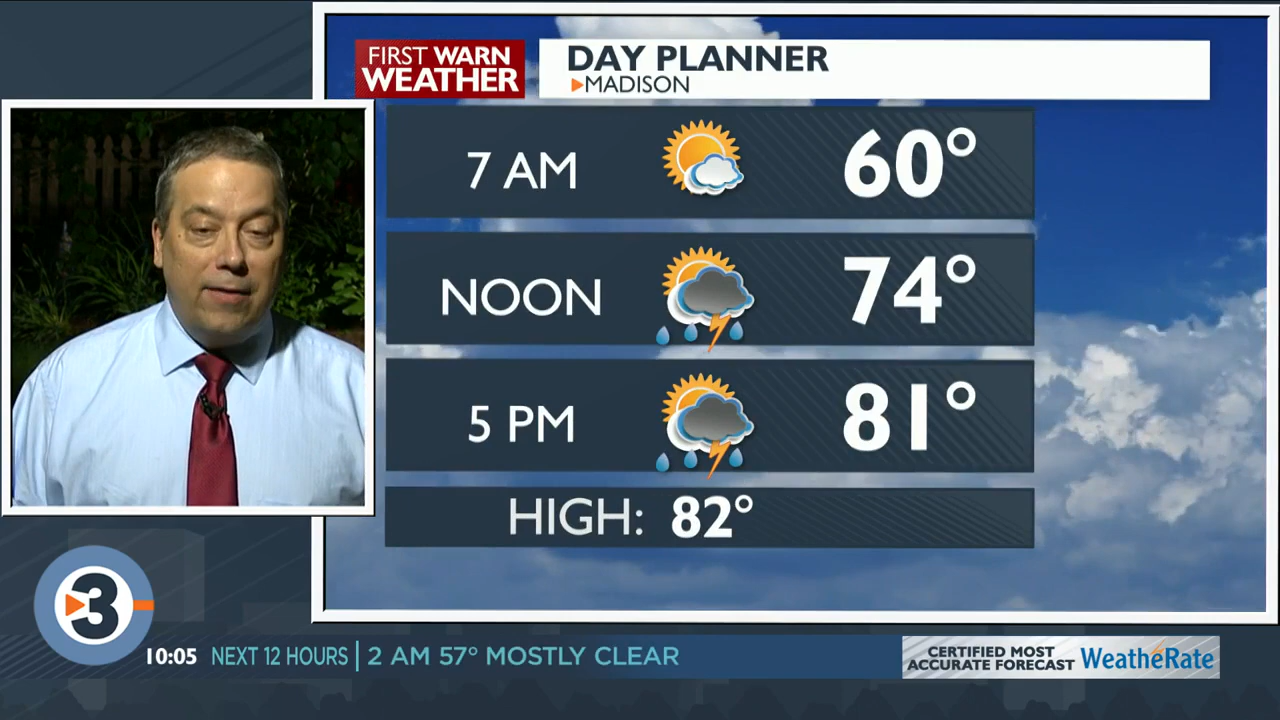 FIRST WARN
WEATHER
DAY PLANNER
MADISON
7 AM 60°
NOON 74°
5 PM 81°
HIGH: 82°
3
10:05 NEXT 12 HOURS | 2 AM 57° MOSTLY CLEAR
CERTIFIED MOST
ACCURATE FORECAST WeatheRate